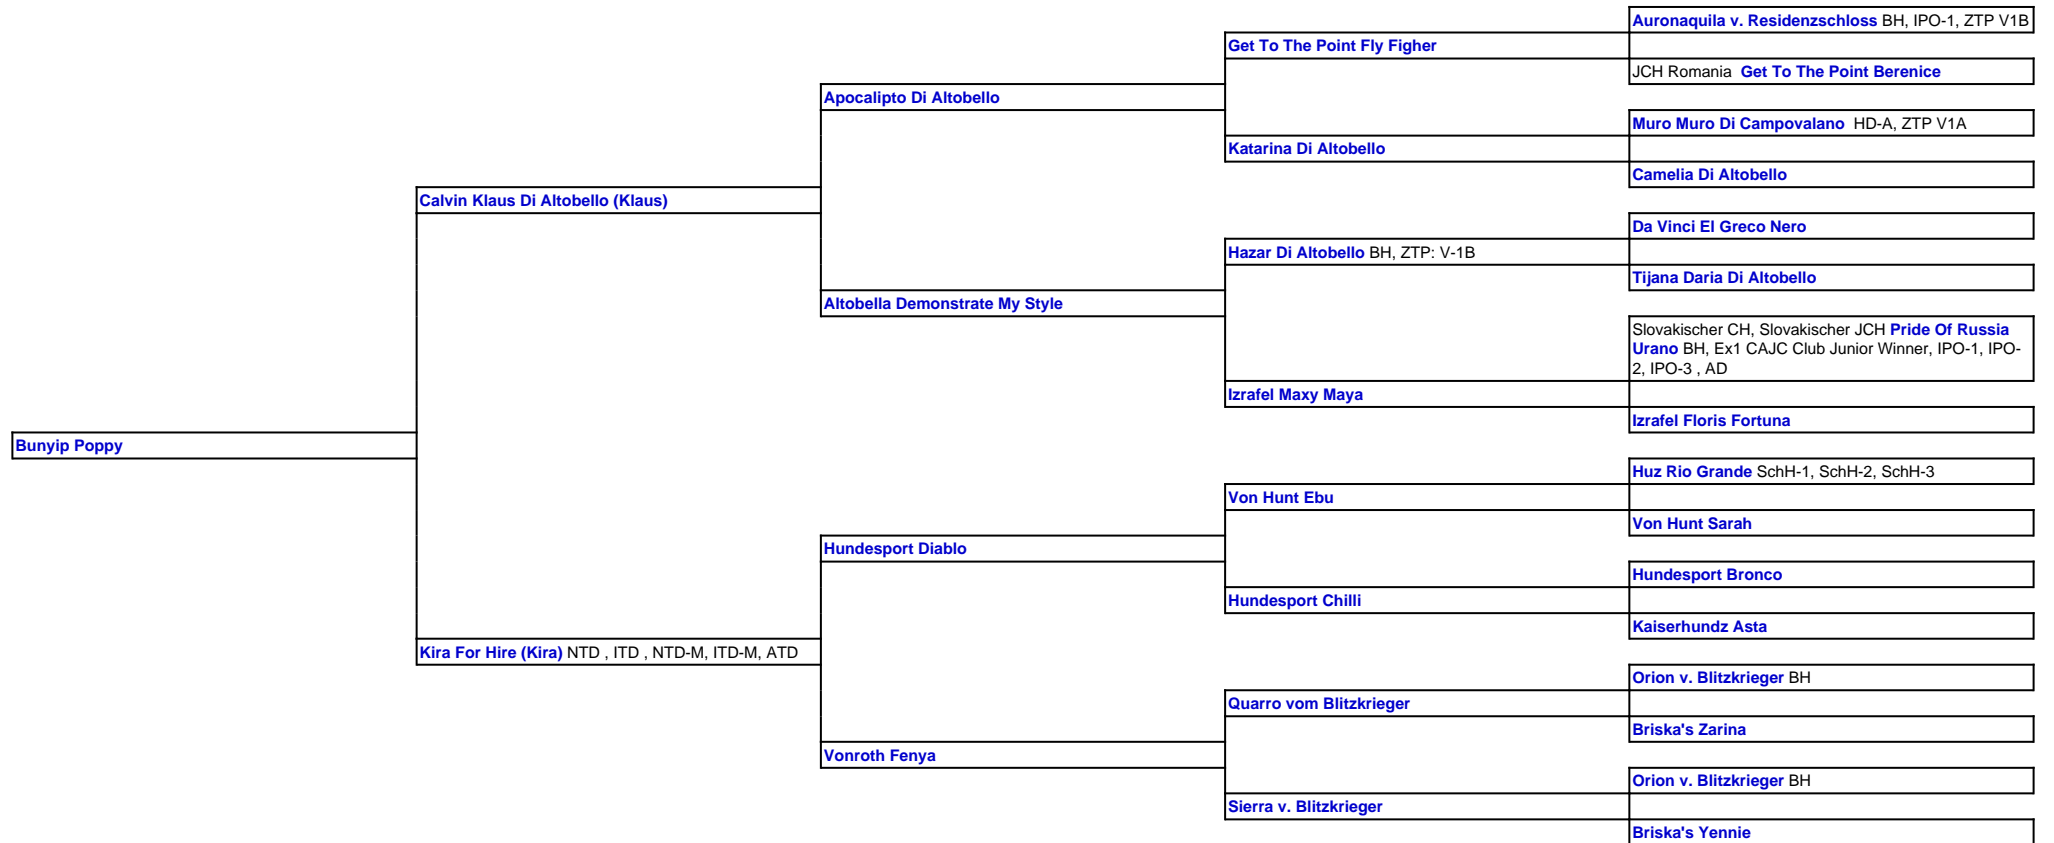 Auronaquila v. Residenzschloss BH, IPO-1, ZTP V1B
Get To The Point Fly Figher
JCH Romania Get To The Point Berenice
Apocalipto Di Altobello
Muro Muro Di Campovalano HD-A, ZTP V1A
Katarina Di Altobello
Camelia Di Altobello
Calvin Klaus Di Altobello (Klaus)
Da Vinci El Greco Nero
Hazar Di Altobello BH, ZTP: V-1B
Tijana Daria Di Altobello
Altobella Demonstrate My Style
Slovakischer CH, Slovakischer JCH Pride Of Russia
Urano BH, Ex1 CAJC Club Junior Winner, IPO-1, IPO-
2, IPO-3 , AD
Izrafel Maxy Maya
Izrafel Floris Fortuna
Bunyip Poppy
Huz Rio Grande SchH-1, SchH-2, SchH-3
Von Hunt Ebu
Von Hunt Sarah
Hundesport Diablo
Hundesport Bronco
Hundesport Chilli
Kaiserhundz Asta
Kira For Hire (Kira) NTD , ITD , NTD-M, ITD-M, ATD
Orion v. Blitzkrieger BH
Quarro vom Blitzkrieger
Briska's Zarina
Vonroth Fenya
Orion v. Blitzkrieger BH
Sierra v. Blitzkrieger
Briska's Yennie